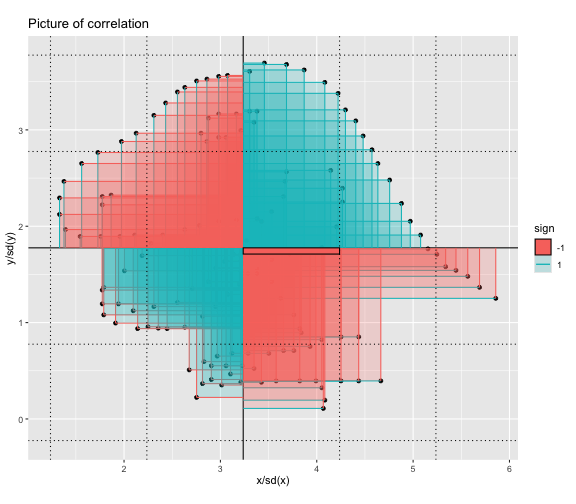 Picture of correlation
3
2
1
0
y/sd(y)
2
3
4
5
6
x/sd(x)
sign
-1
1